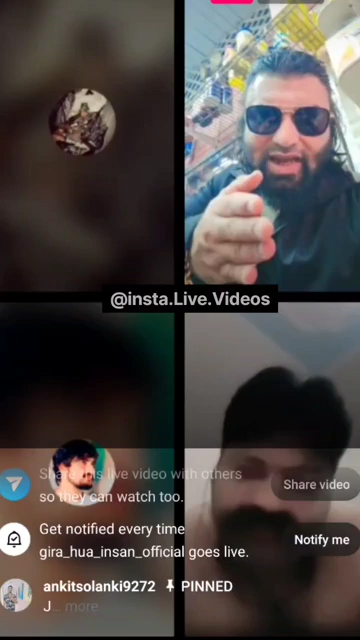 @insta.Live.Videos
Share this live video with others
so they can watch too.
Share video
Get notified every time
gira_hua_insan_official goes live.
Notify me
ankitsolanki9272 PINNED
J... more